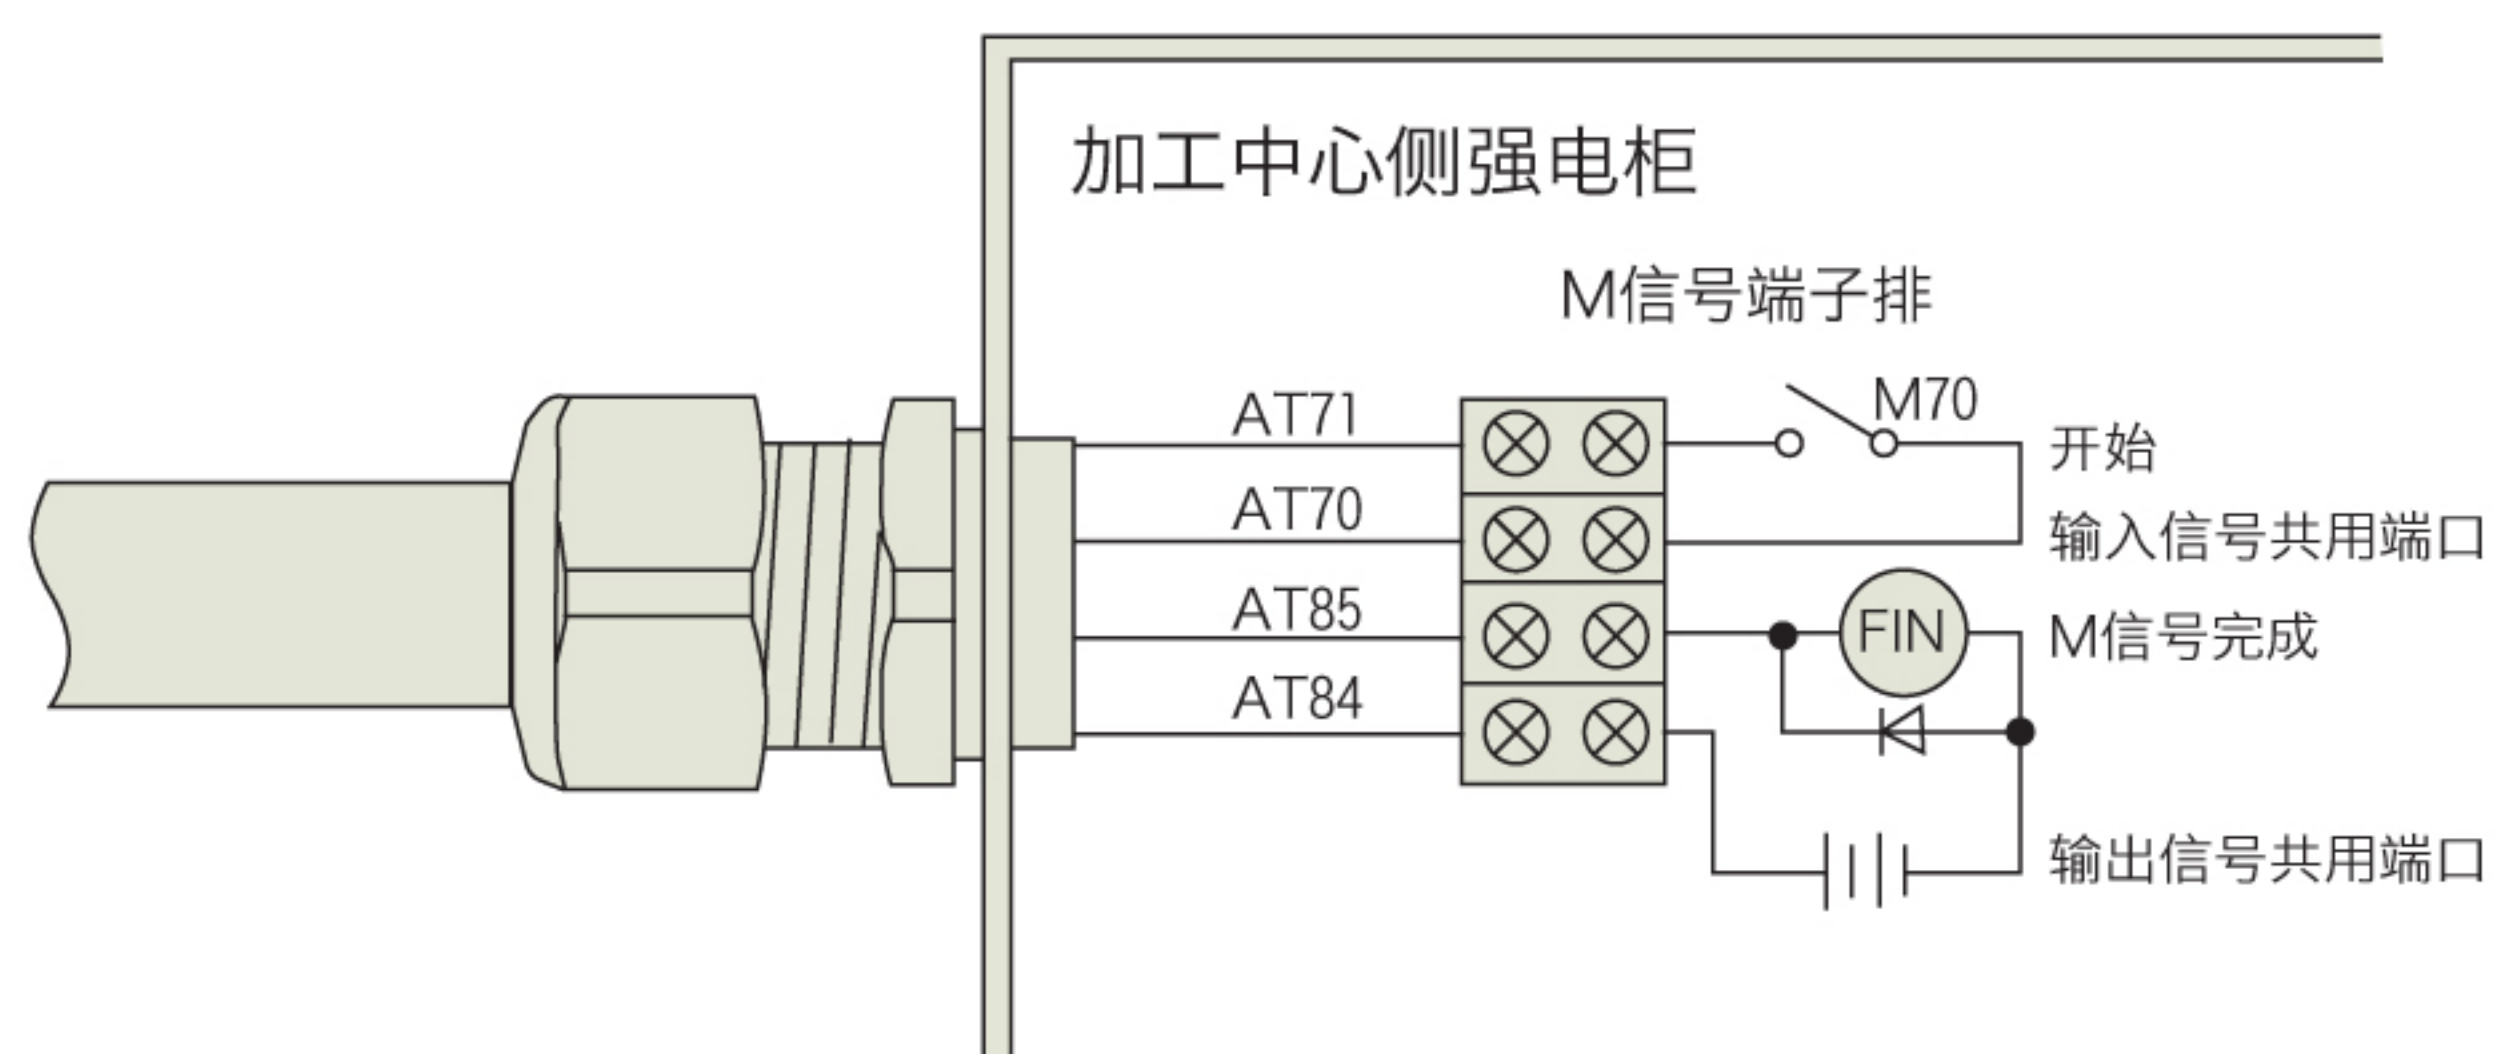 加工中心侧强电柜
M信号端子排
AT71
M70
开始
AT70
输入信号共用端口
AT85
FIN
M信号完成
AT84
输出信号共用端口